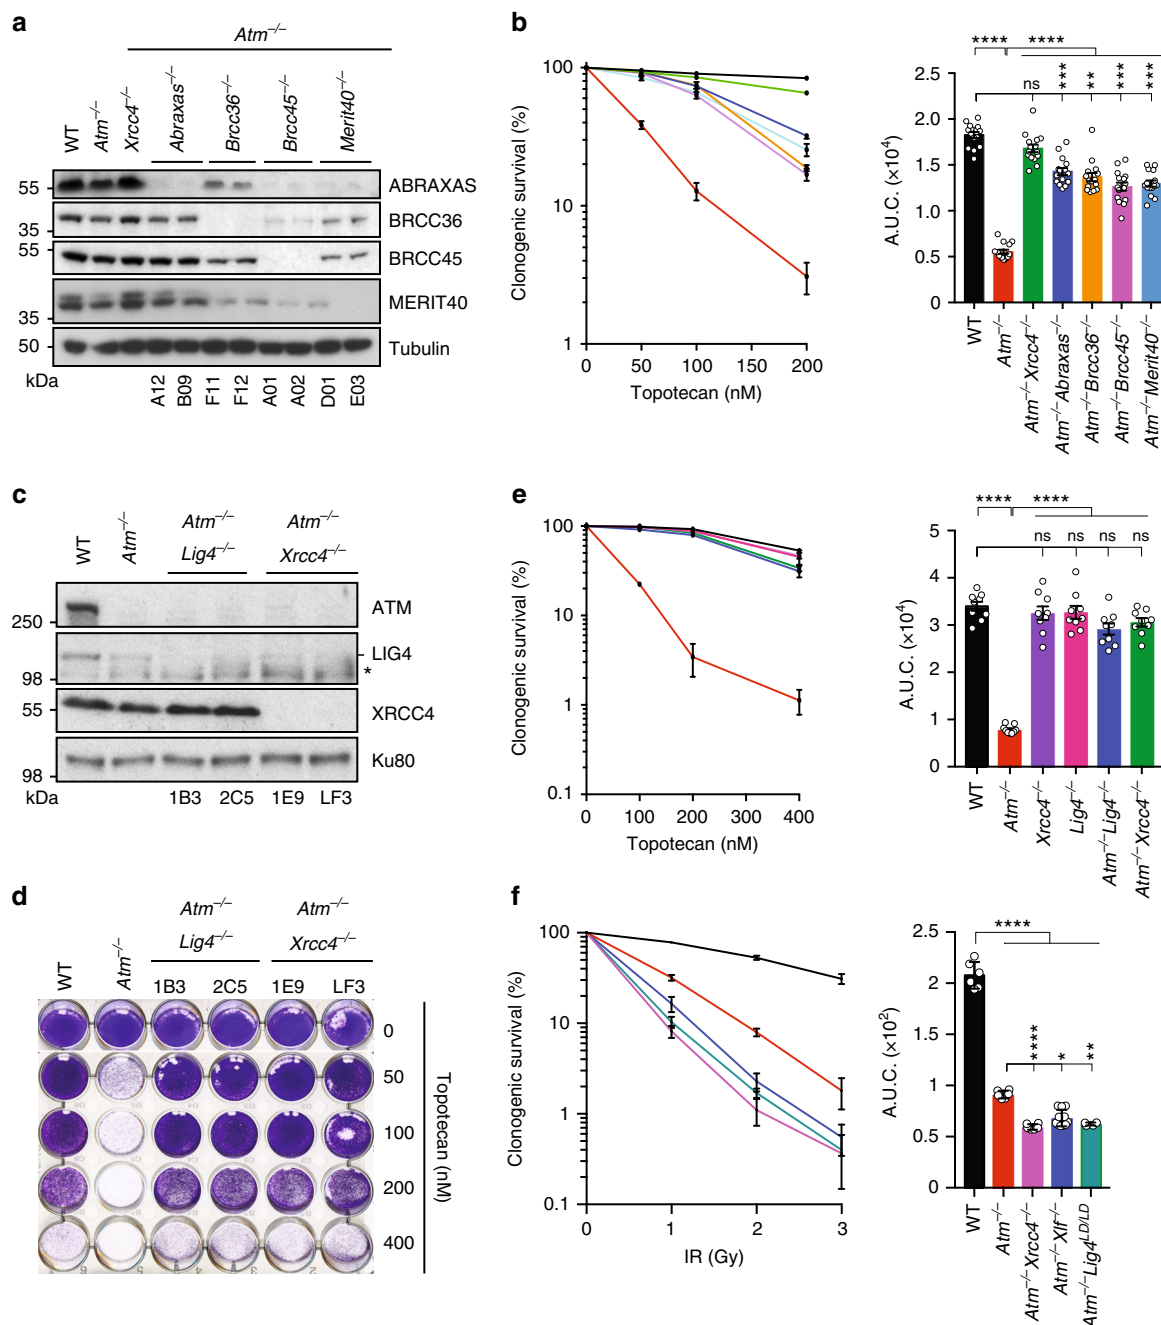 a
Atm–/–
WT
Atm–/–
Xrcc4–/–
Abraxas–/–
Brcc36–/–
Brcc45–/–
Merit40–/–
55
ABRAXAS
35
BRCC36
55
BRCC45
35
MERIT40
50
Tubulin
kDa
A12
B09
F11
F12
A01
A02
D01
E03
b
Clonogenic survival (%)
100
10
1
0 50 100 150 200
Topotecan (nM)
**** ****
ns *** ** *** ***
A.U.C. (×10⁴)
2.5
2.0
1.5
1.0
0.5
0
WT
Atm–/–
Atm–/–Xrcc4–/–
Atm–/–Abraxas–/–
Atm–/–Brcc36–/–
Atm–/–Brcc45–/–
Atm–/–Merit40–/–
c
WT
Atm–/–
Atm–/– Atm–/–
Lig4–/– Xrcc4–/–
ATM
250
LIG4
98 *
55
XRCC4
Ku80
98
kDa
1B3 2C5 1E9 LF3
e
Clonogenic survival (%)
100
10
1
0.1
0 100 200 300 400
Topotecan (nM)
**** ****
ns ns ns ns
A.U.C. (×10⁴)
5
4
3
2
1
0
WT
Atm–/–
Xrcc4–/–
Lig4–/–
Atm–/–Lig4–/–
Atm–/–Xrcc4–/–
d
Atm–/– Atm–/–
Lig4–/– Xrcc4–/–
WT
Atm–/–
1B3 2C5 1E9 LF3
0
50
100
200
400
Topotecan (nM)
f
Clonogenic survival (%)
100
10
1
0.1
0 1 2 3
IR (Gy)
****
**** * **
A.U.C. (×10²)
2.5
2.0
1.5
1.0
0.5
0
WT
Atm–/–
Atm–/–Xrcc4–/–
Atm–/–Xlf–/–
Atm–/–Lig4LD/LD